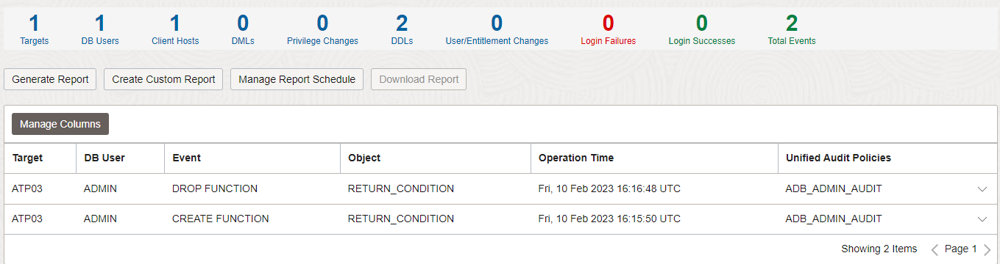 1 1 1 0 0 2 0 0 0 2
Targets DB Users Client Hosts DMLs Privilege Changes DDLs User/Entitlement Changes Login Failures Login Successes Total Events
Generate Report Create Custom Report Manage Report Schedule Download Report
Manage Columns
Target DB User Event Object Operation Time Unified Audit Policies
ATP03 ADMIN DROP FUNCTION RETURN_CONDITION Fri, 10 Feb 2023 16:16:48 UTC ADB_ADMIN_AUDIT
ATP03 ADMIN CREATE FUNCTION RETURN_CONDITION Fri, 10 Feb 2023 16:15:50 UTC ADB_ADMIN_AUDIT
Showing 2 Items Page 1